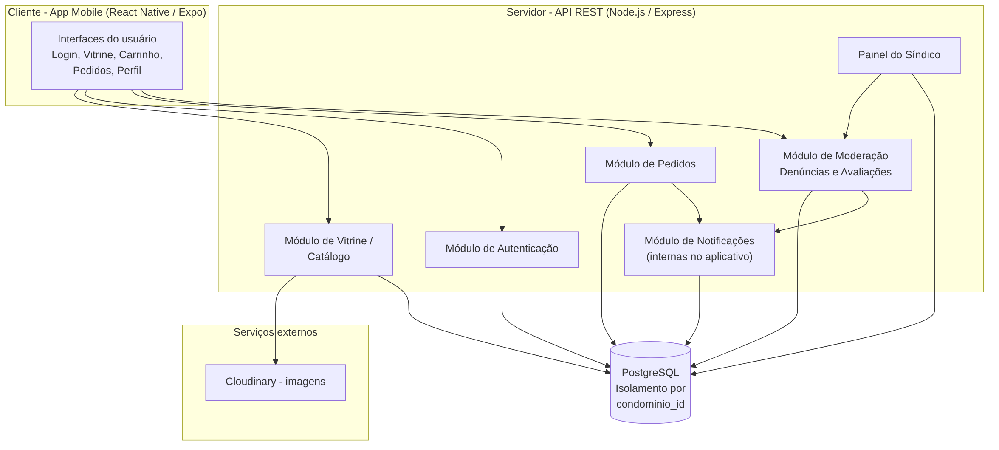 Cliente - App Mobile (React Native / Expo)
Interfaces do usuário
Login, Vitrine, Carrinho,
Pedidos, Perfil
Servidor - API REST (Node.js / Express)
Painel do Síndico
Módulo de Pedidos
Módulo de Moderação
Denúncias e Avaliações
Módulo de Vitrine /
Catálogo
Módulo de Autenticação
Módulo de Notificações
(internas no aplicativo)
Serviços externos
Cloudinary - imagens
PostgreSQL
Isolamento por
condominio_id